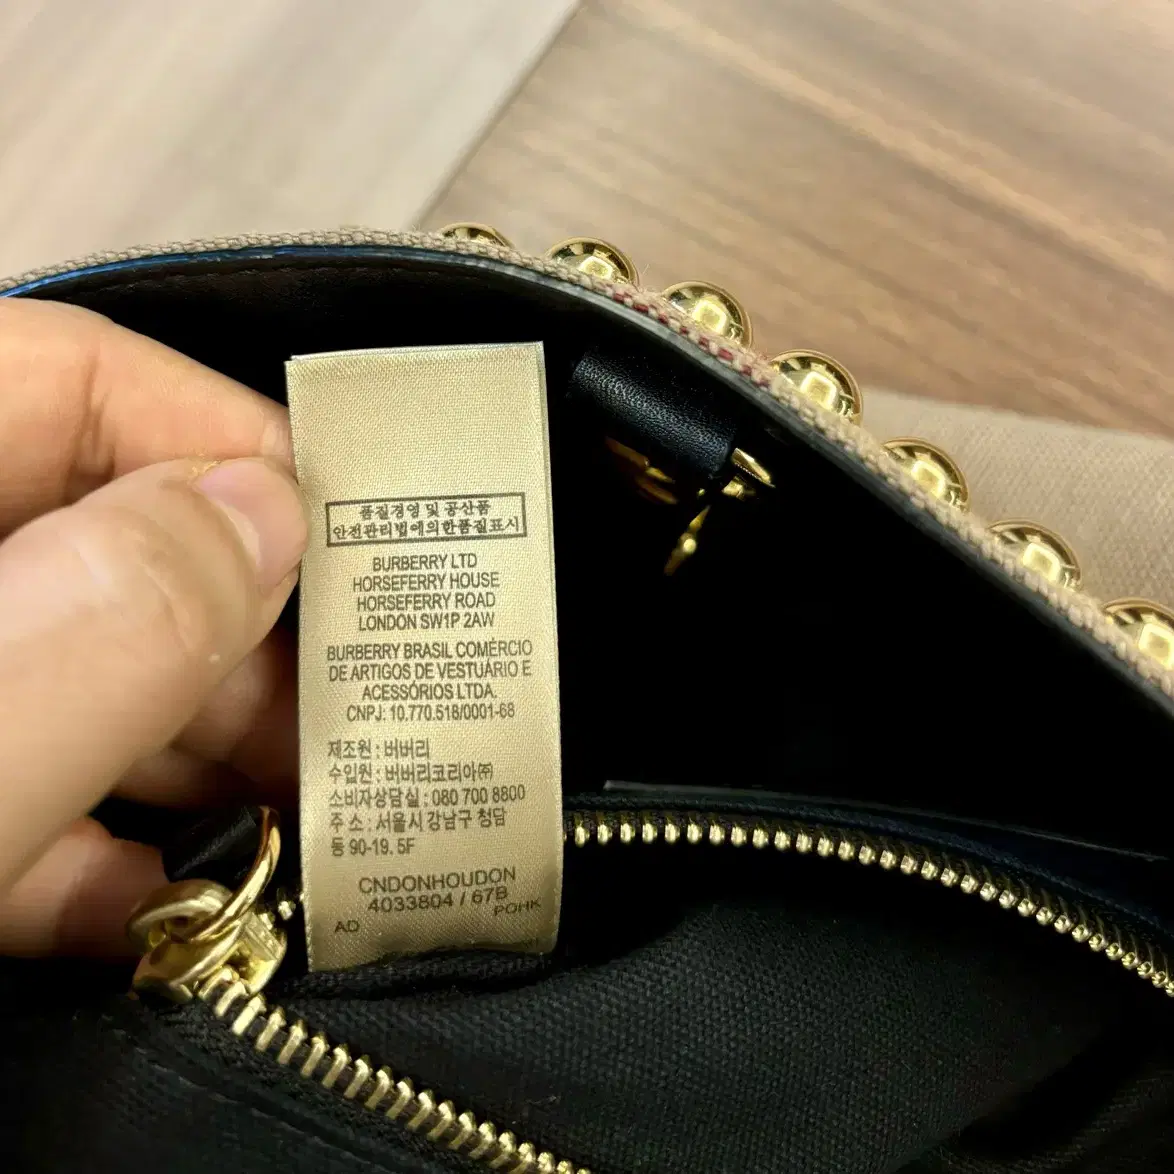 품질경영 및 공산품
안전관리법에의한품질표시
BURBERRY LTD
HORSEFERRY HOUSE
HORSEFERRY ROAD
LONDON SW1P 2AW
BURBERRY BRASIL COMÉRCIO
DE ARTIGOS DE VESTUÁRIO E
ACESSÓRIOS LTDA.
CNPJ: 10.770.518/0001-68
제조원 : 버버리
수입원 : 버버리코리아㈜
소비자상담실 : 080 700 8800
주 소 : 서울시 강남구 청담
동 90-19. 5F
CNDONHOUDON
4033804 / 67B
POHK
AD